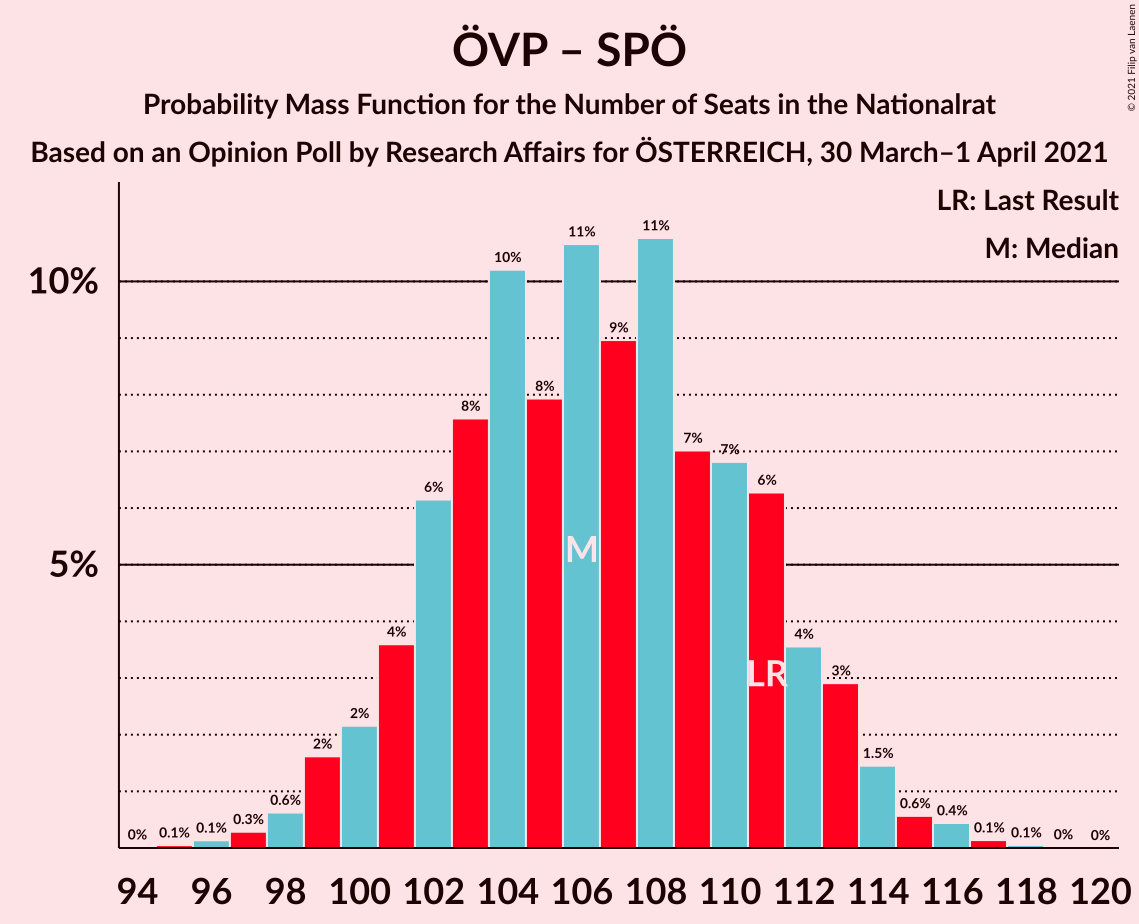 ÖVP – SPÖ
Probability Mass Function for the Number of Seats in the Nationalrat
Based on an Opinion Poll by Research Affairs for ÖSTERREICH, 30 March–1 April 2021
© 2021 Filip van Laenen
LR: Last Result
M: Median
10%
5%
0% 0.1% 0.1% 0.3% 0.6% 2% 2% 4% 6% 8% 10% 8% 11% 9% 11% 7% 7% 6% 4% 3% 1.5% 0.6% 0.4% 0.1% 0.1% 0% 0%
M
LR
94 96 98 100 102 104 106 108 110 112 114 116 118 120